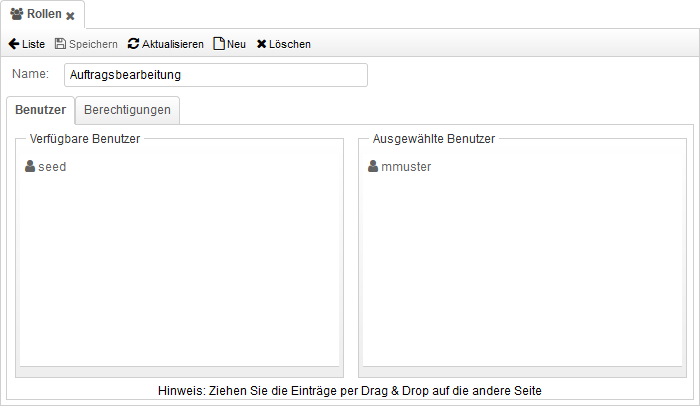 Rollen
Liste Speichern Aktualisieren Neu Löschen
Name: Auftragsbearbeitung
Benutzer Berechtigungen
Verfügbare Benutzer Ausgewählte Benutzer
seed mmuster
Hinweis: Ziehen Sie die Einträge per Drag & Drop auf die andere Seite